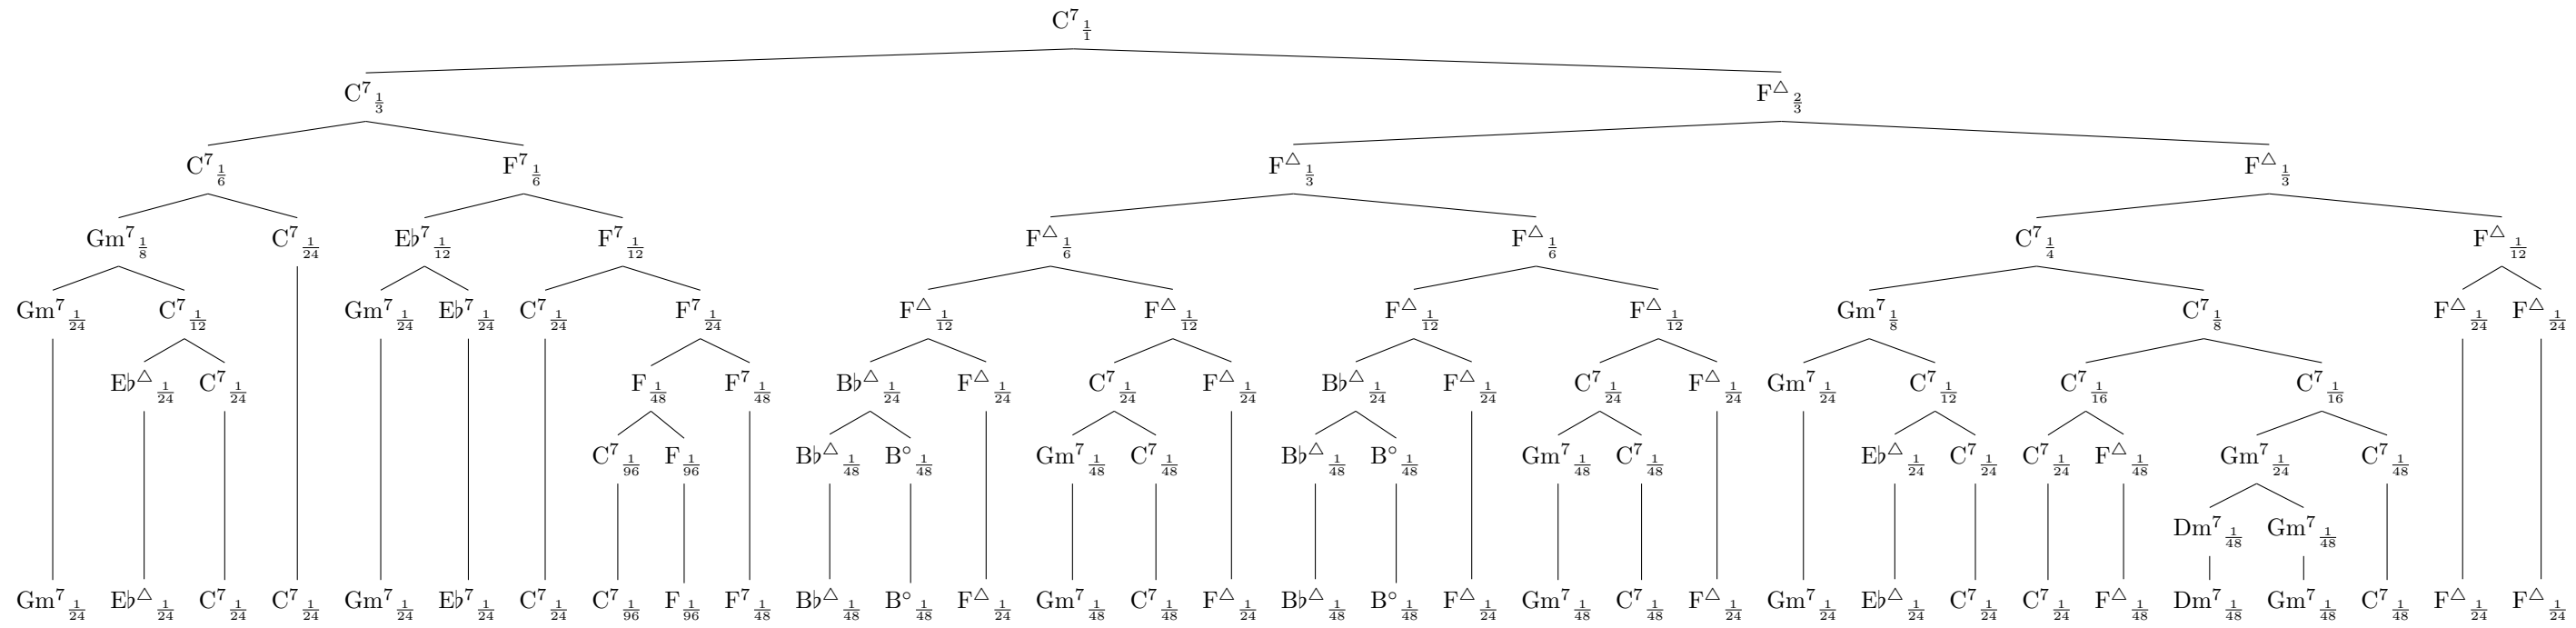 C⁷ 1/1
C⁷ 1/3 F△ 2/3
C⁷ 1/6 F⁷ 1/6 F△ 1/3 F△ 1/3
Gm⁷ 1/8 C⁷ 1/24 E♭⁷ 1/12 F⁷ 1/12 F△ 1/6 F△ 1/6 C⁷ 1/4 F△ 1/12
Gm⁷ 1/24 C⁷ 1/12 Gm⁷ 1/24 E♭⁷ 1/24 C⁷ 1/24 F⁷ 1/24 F△ 1/12 F△ 1/12 F△ 1/12 F△ 1/12 Gm⁷ 1/8 C⁷ 1/8 F△ 1/24 F△ 1/24
E♭△ 1/24 C⁷ 1/24 F 1/48 F⁷ 1/48 B♭△ 1/24 F△ 1/24 C⁷ 1/24 F△ 1/24 B♭△ 1/24 F△ 1/24 C⁷ 1/24 F△ 1/24 Gm⁷ 1/24 C⁷ 1/12 C⁷ 1/16 C⁷ 1/16
C⁷ 1/96 F 1/96 B♭△ 1/48 B° 1/48 Gm⁷ 1/48 C⁷ 1/48 B♭△ 1/48 B° 1/48 Gm⁷ 1/48 C⁷ 1/48 E♭△ 1/24 C⁷ 1/24 C⁷ 1/24 F△ 1/48 Gm⁷ 1/24 C⁷ 1/48
Dm⁷ 1/48 Gm⁷ 1/48
Gm⁷ 1/24 E♭△ 1/24 C⁷ 1/24 C⁷ 1/24 Gm⁷ 1/24 E♭⁷ 1/24 C⁷ 1/24 C⁷ 1/96 F 1/96 F⁷ 1/48 B♭△ 1/48 B° 1/48 F△ 1/24 Gm⁷ 1/48 C⁷ 1/48 F△ 1/24 B♭△ 1/48 B° 1/48 F△ 1/24 Gm⁷ 1/48 C⁷ 1/48 F△ 1/24 Gm⁷ 1/24 E♭△ 1/24 C⁷ 1/24 C⁷ 1/24 F△ 1/48 Dm⁷ 1/48 Gm⁷ 1/48 C⁷ 1/48 F△ 1/24 F△ 1/24